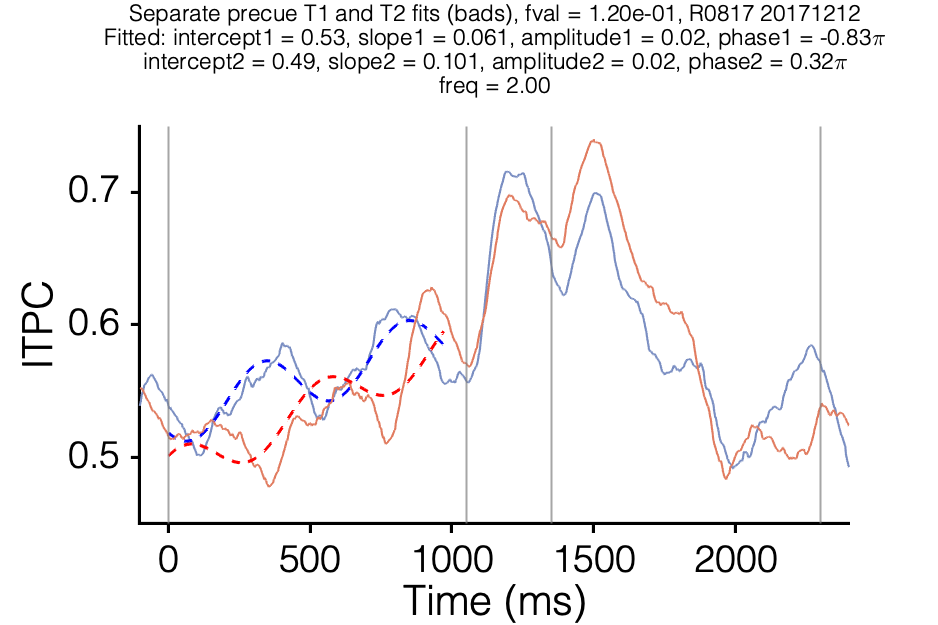 Separate precue T1 and T2 fits (bads), fval = 1.20e-01, R0817 20171212
Fitted: intercept1 = 0.53, slope1 = 0.061, amplitude1 = 0.02, phase1 = -0.83π
intercept2 = 0.49, slope2 = 0.101, amplitude2 = 0.02, phase2 = 0.32π
freq = 2.00
0.7
0.6
0.5
ITPC
0 500 1000 1500 2000
Time (ms)